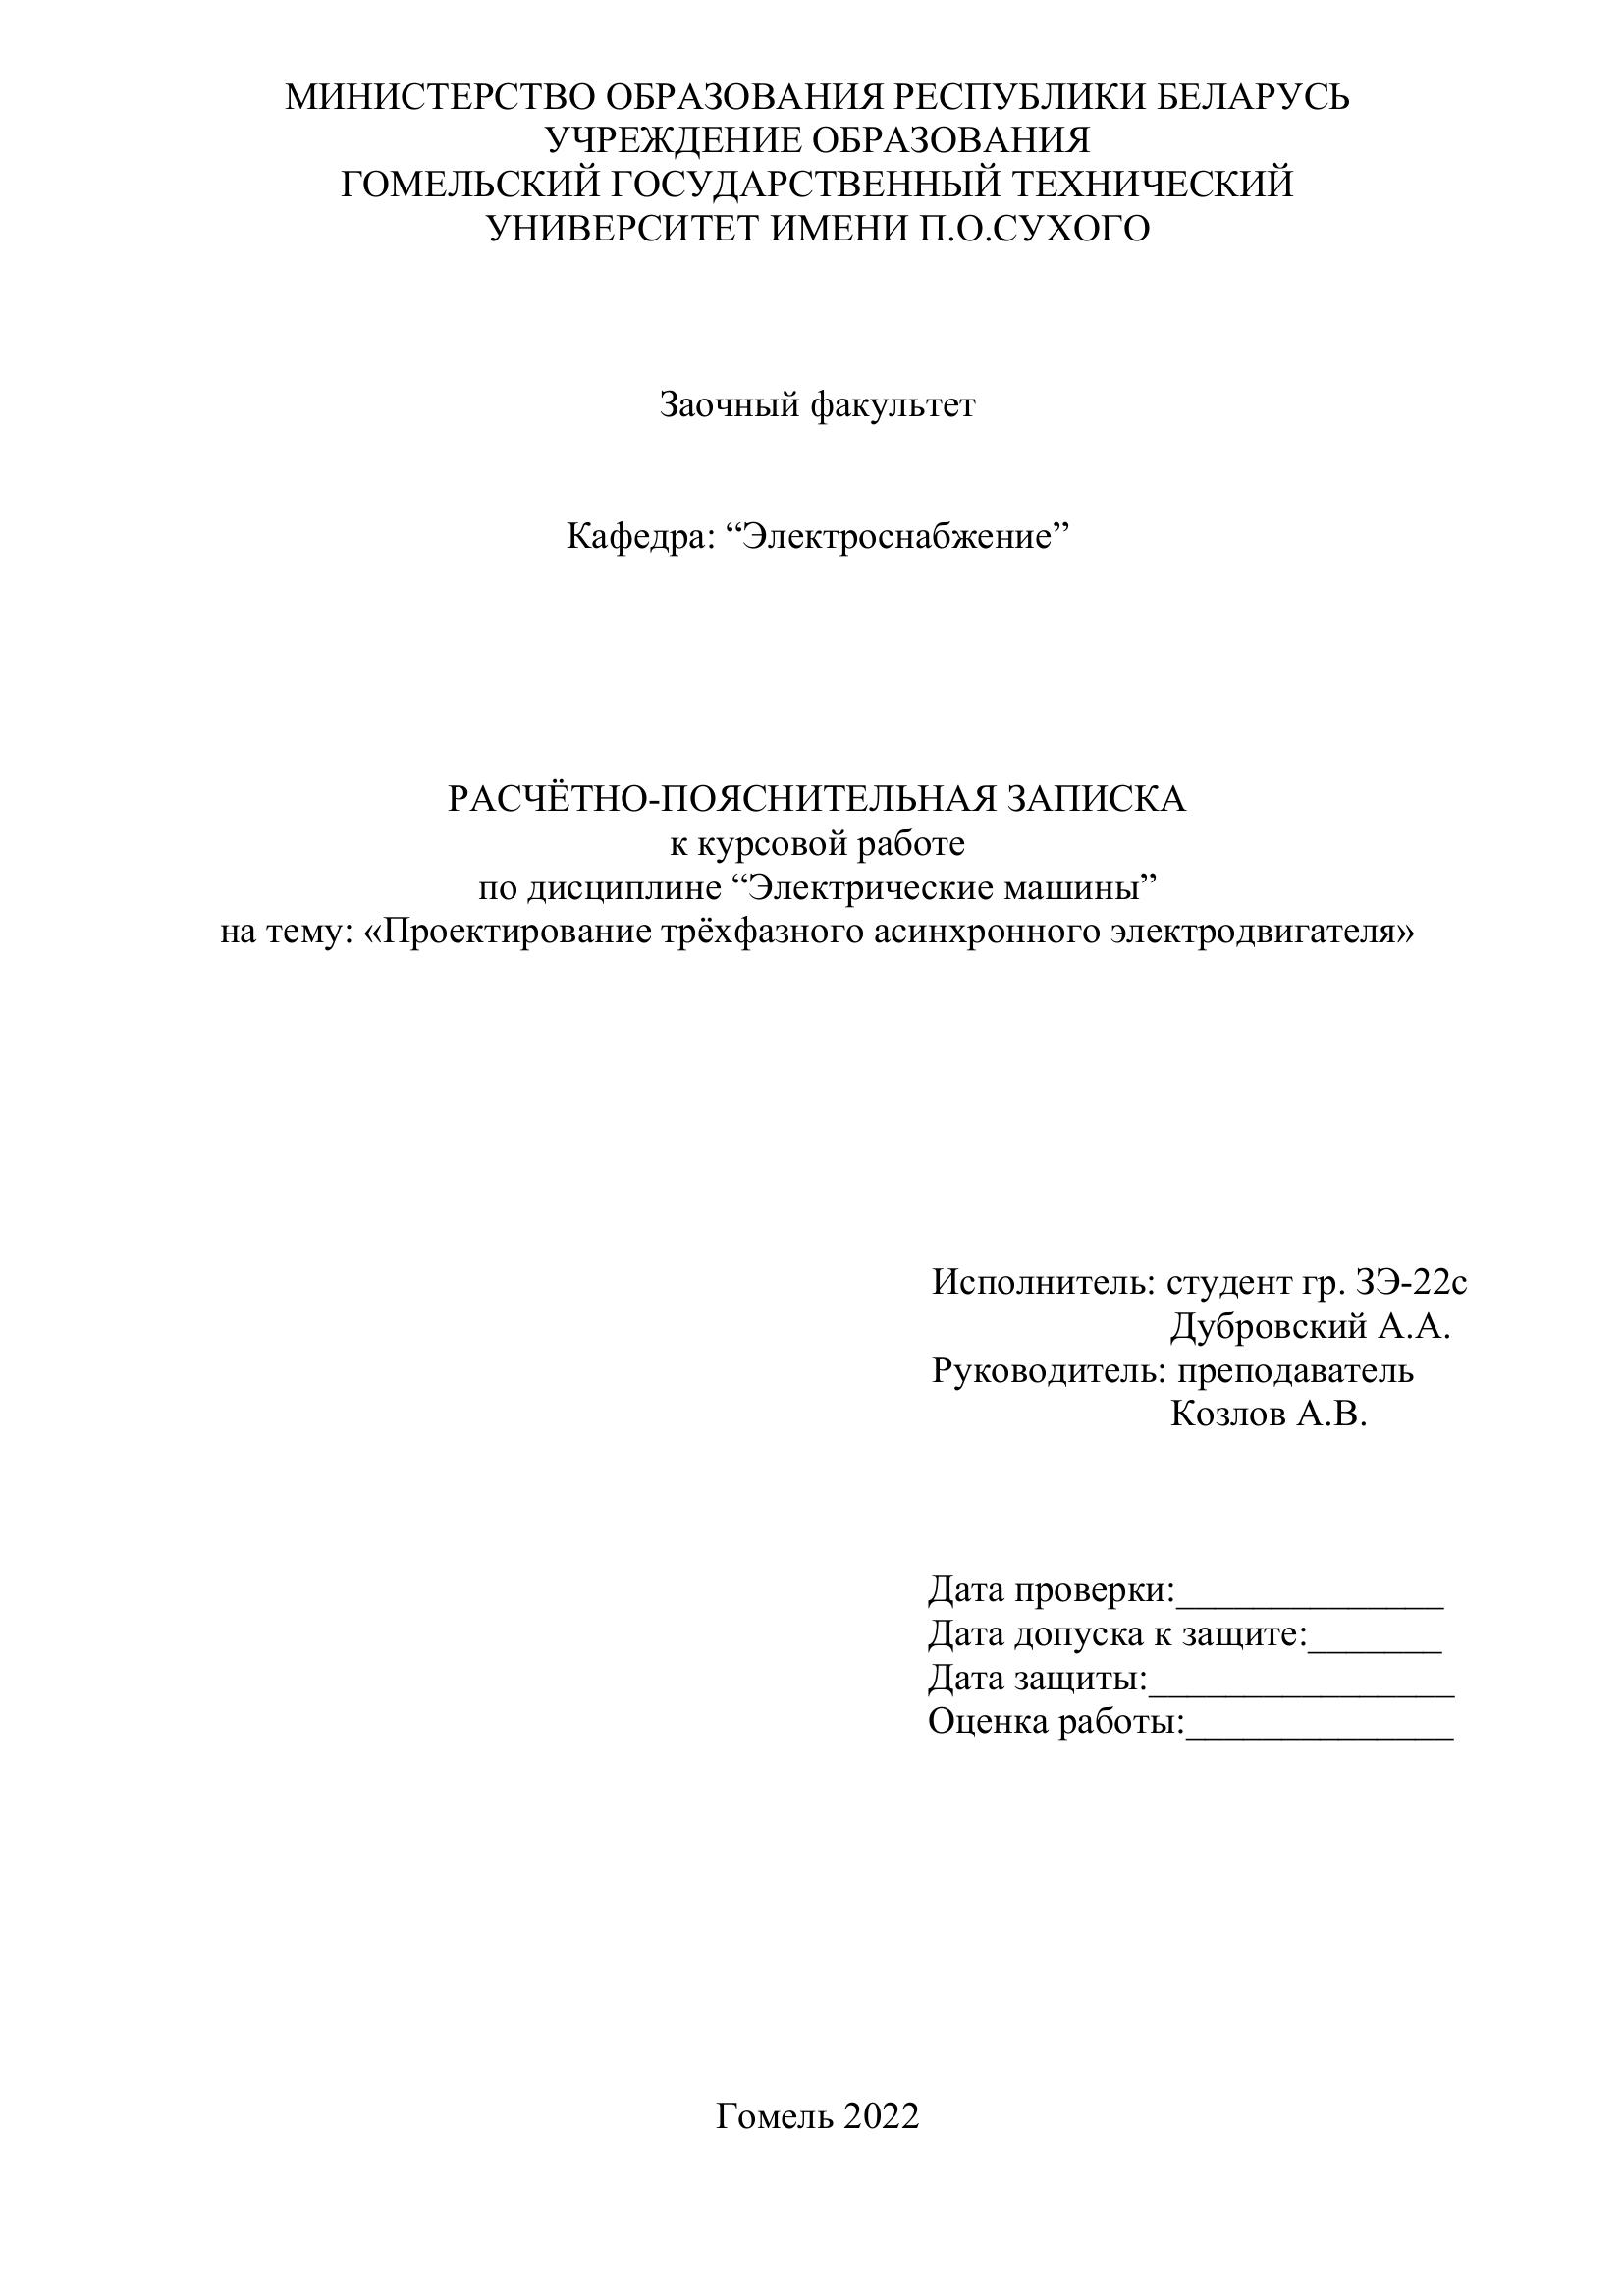 МИНИСТЕРСТВО ОБРАЗОВАНИЯ РЕСПУБЛИКИ БЕЛАРУСЬ
УЧРЕЖДЕНИЕ ОБРАЗОВАНИЯ
ГОМЕЛЬСКИЙ ГОСУДАРСТВЕННЫЙ ТЕХНИЧЕСКИЙ
УНИВЕРСИТЕТ ИМЕНИ П.О.СУХОГО
Заочный факультет
Кафедра: “Электроснабжение”
РАСЧЁТНО-ПОЯСНИТЕЛЬНАЯ ЗАПИСКА
к курсовой работе
по дисциплине “Электрические машины”
на тему: «Проектирование трёхфазного асинхронного электродвигателя»
Исполнитель: студент гр. ЗЭ-22с
Дубровский А.А.
Руководитель: преподаватель
Козлов А.В.
Дата проверки:______________
Дата допуска к защите:_______
Дата защиты:________________
Оценка работы:______________
Гомель 2022